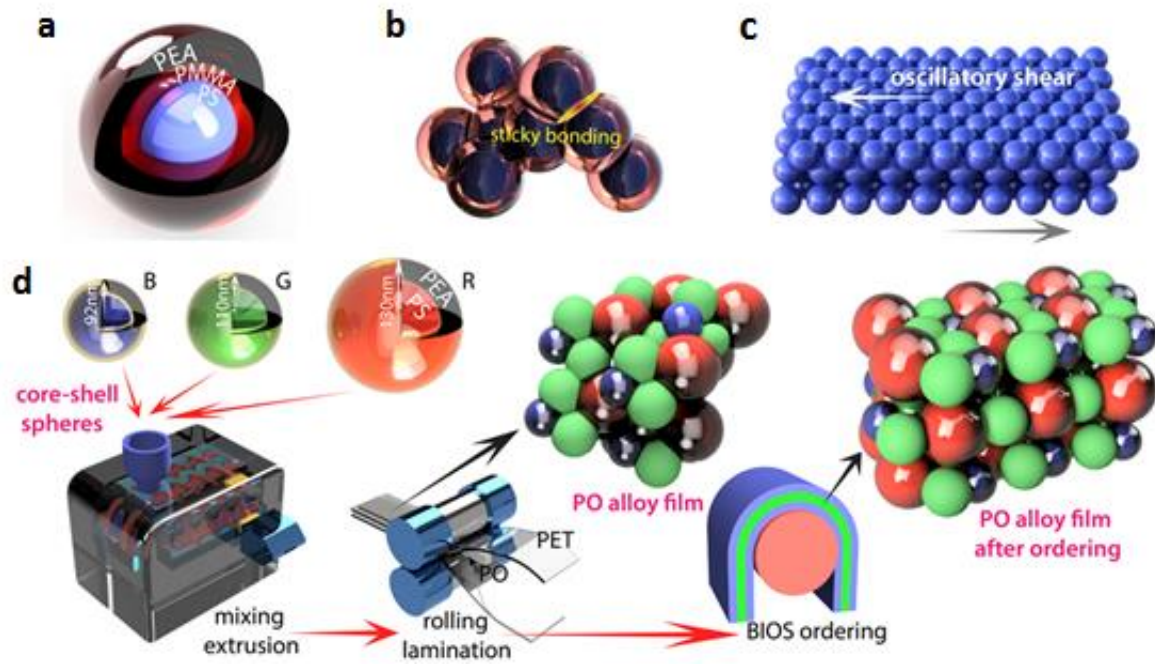 a
PEA
PMMA
PS
b
sticky bonding
c
oscillatory shear
d
B
92nm
G
110nm
R
130nm
PEA
PS
core-shell
spheres
PO alloy film
PO alloy film
after ordering
PET
PO
mixing
extrusion
rolling
lamination
BIOS ordering